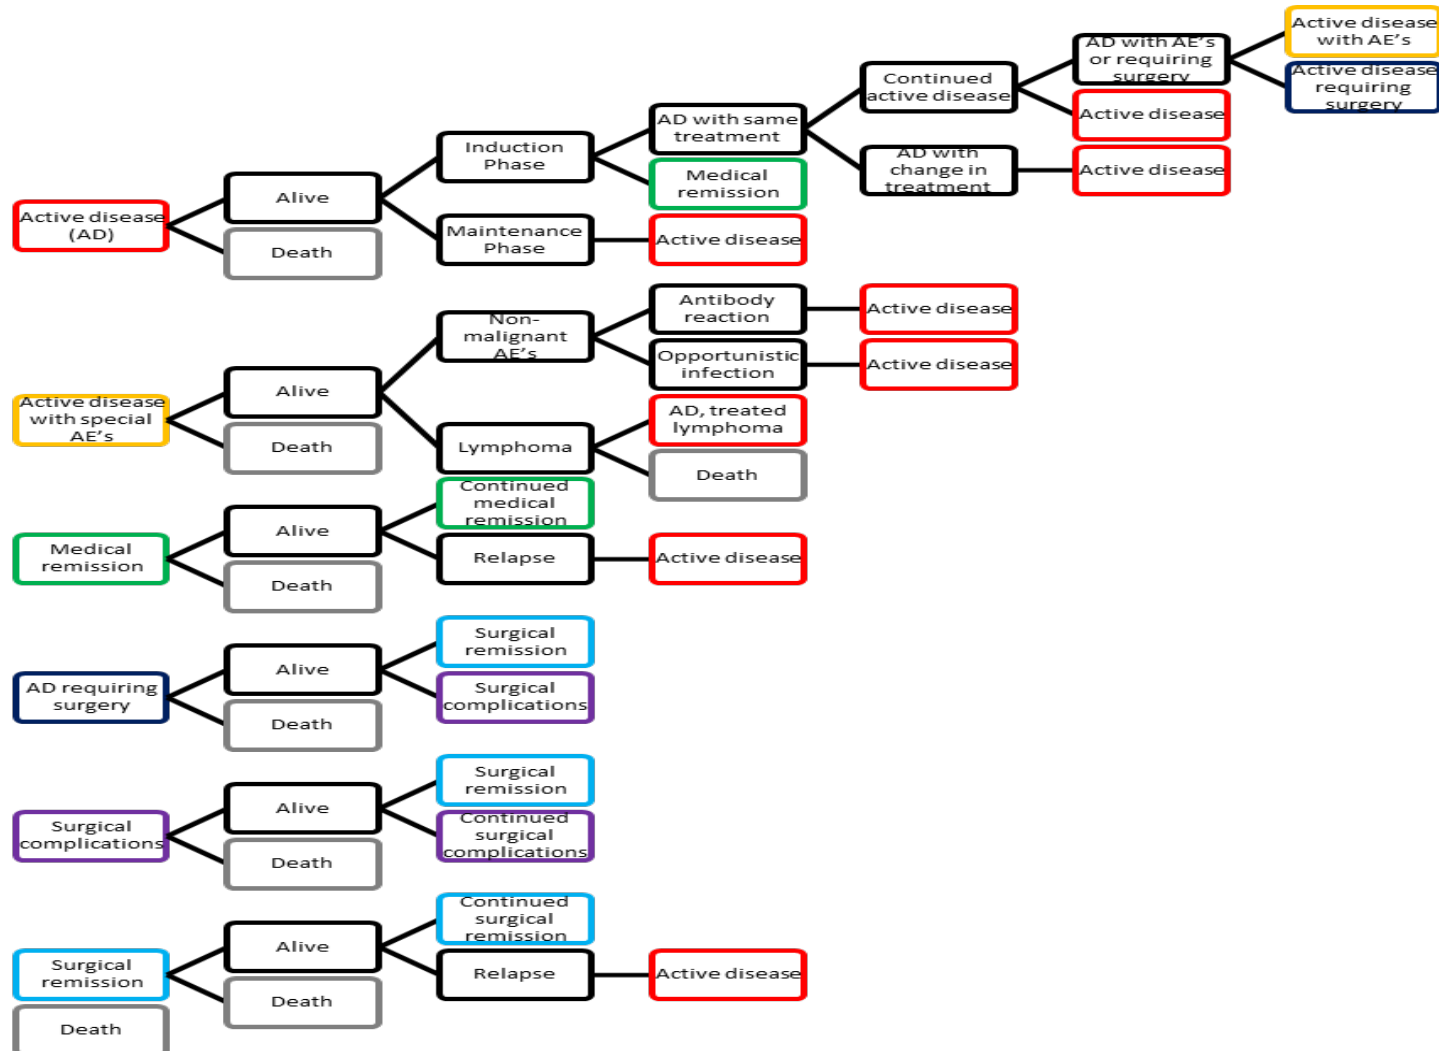 Active disease
(AD)
Alive
Death
Induction
Phase
Maintenance
Phase
AD with same
treatment
Medical
remission
Active disease
Continued
active disease
AD with
change in
treatment
AD with AE's
or requiring
surgery
Active disease
Active disease
Active disease
with AE's
Active disease
requiring
surgery
Active disease
with special
AE's
Alive
Death
Non-
malignant
AE's
Lymphoma
Antibody
reaction
Opportunistic
infection
AD, treated
lymphoma
Death
Active disease
Active disease
Medical
remission
Alive
Death
Continued
medical
remission
Relapse
Active disease
AD requiring
surgery
Alive
Death
Surgical
remission
Surgical
complications
Surgical
complications
Alive
Death
Surgical
remission
Continued
surgical
complications
Surgical
remission
Alive
Death
Continued
surgical
remission
Relapse
Active disease
Death